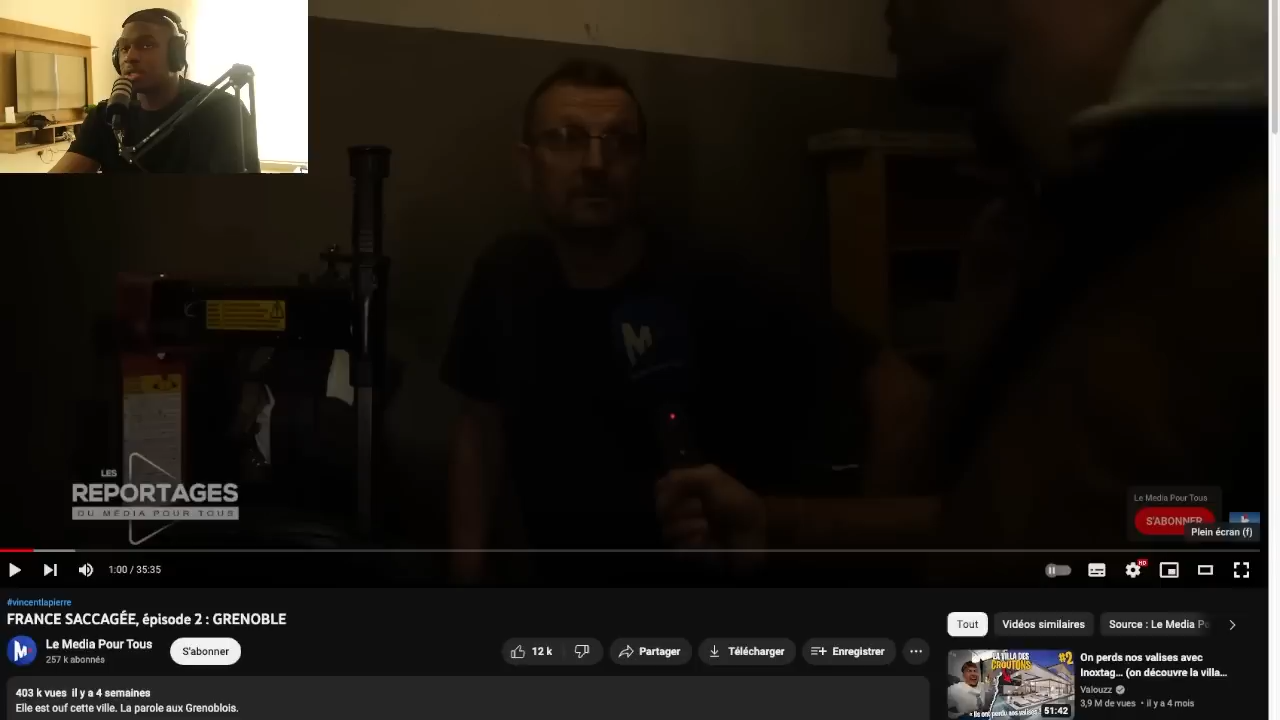 M
LES
REPORTAGES
DU MÉDIA POUR TOUS
Le Media Pour Tous
S'ABONNER
Plein écran (f)
1:00 / 35:35
HD
#vincentlapierre
FRANCE SACCAGÉE, épisode 2 : GRENOBLE
Le Media Pour Tous
257 k abonnés
S'abonner
12 k
Partager
Télécharger
Enregistrer
403 k vues il y a 4 semaines
Elle est ouf cette ville. La parole aux Grenoblois.
Tout
Vidéos similaires
Source : Le Media Po
LA VILLA DES
CROUTONS
#2
51:42
On perds nos valises avec
Inoxtag... (on découvre la villa...
Valouzz
3,9 M de vues • il y a 4 mois